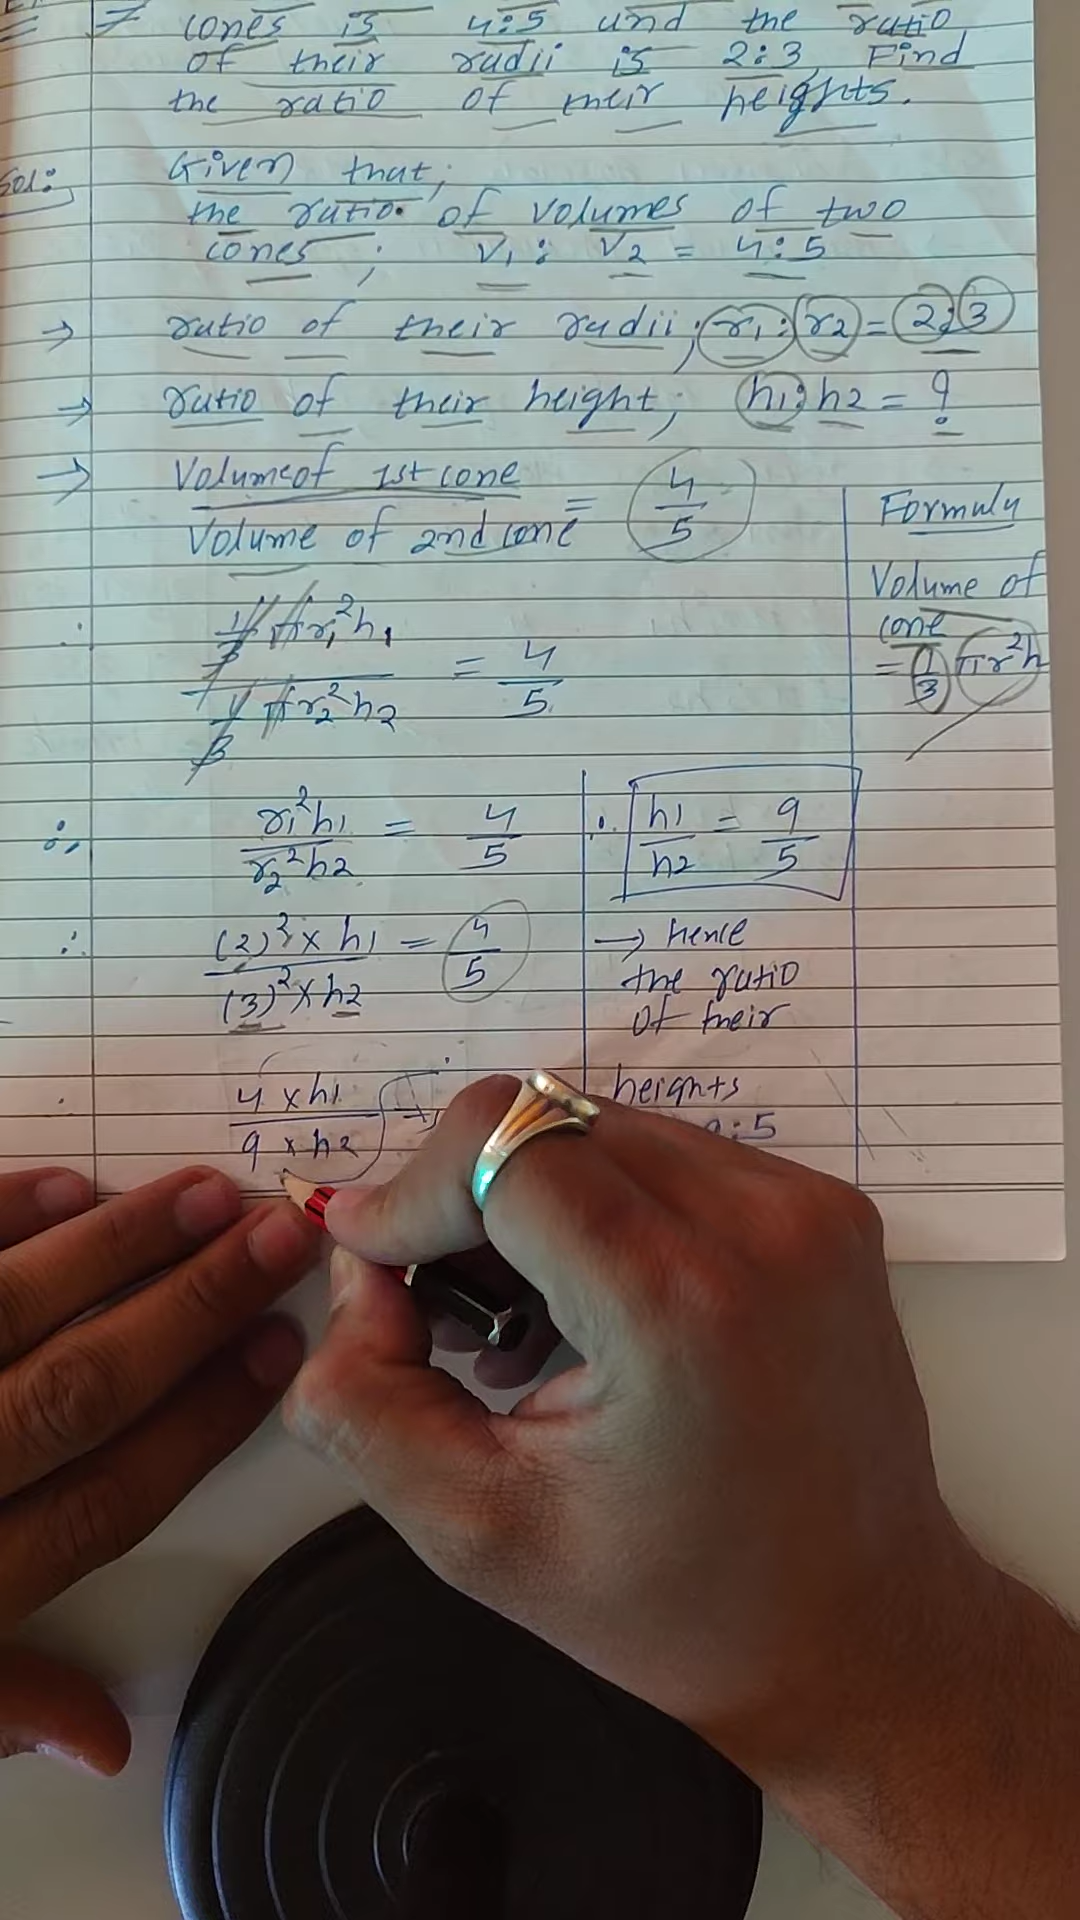 cones is 4:5 and the ratio
of their radii is 2:3, Find
the ratio of their heights.
Sol: Given that,
the ratio of volumes of two
cones, V1 : V2 = 4:5
→ ratio of their radii; r1 : r2 = 2:3
→ ratio of their height; h1 : h2 = ?
→ Volume of 1st cone
Volume of 2nd cone
= 4/5
Formula
Volume of
cone
= 1/3 πr²h
∴ 1/3 πr1²h1
1/3 πr2²h2
= 4/5
∴ r1²h1 / r2²h2 = 4/5
∴ (2)² × h1 / (3)² × h2 = 4/5
∴ 4 × h1 / 9 × h2 =
∴ h1/h2 = 9/5
→ hence
the ratio
of their
heights
9:5